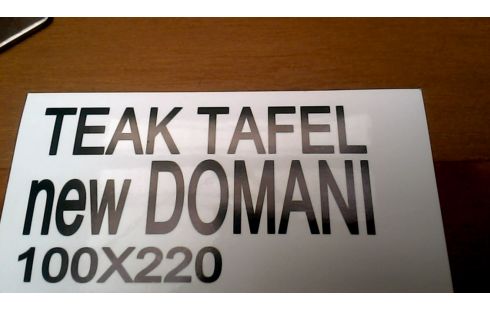 TEAK TAFEL
new DOMANI
100X220